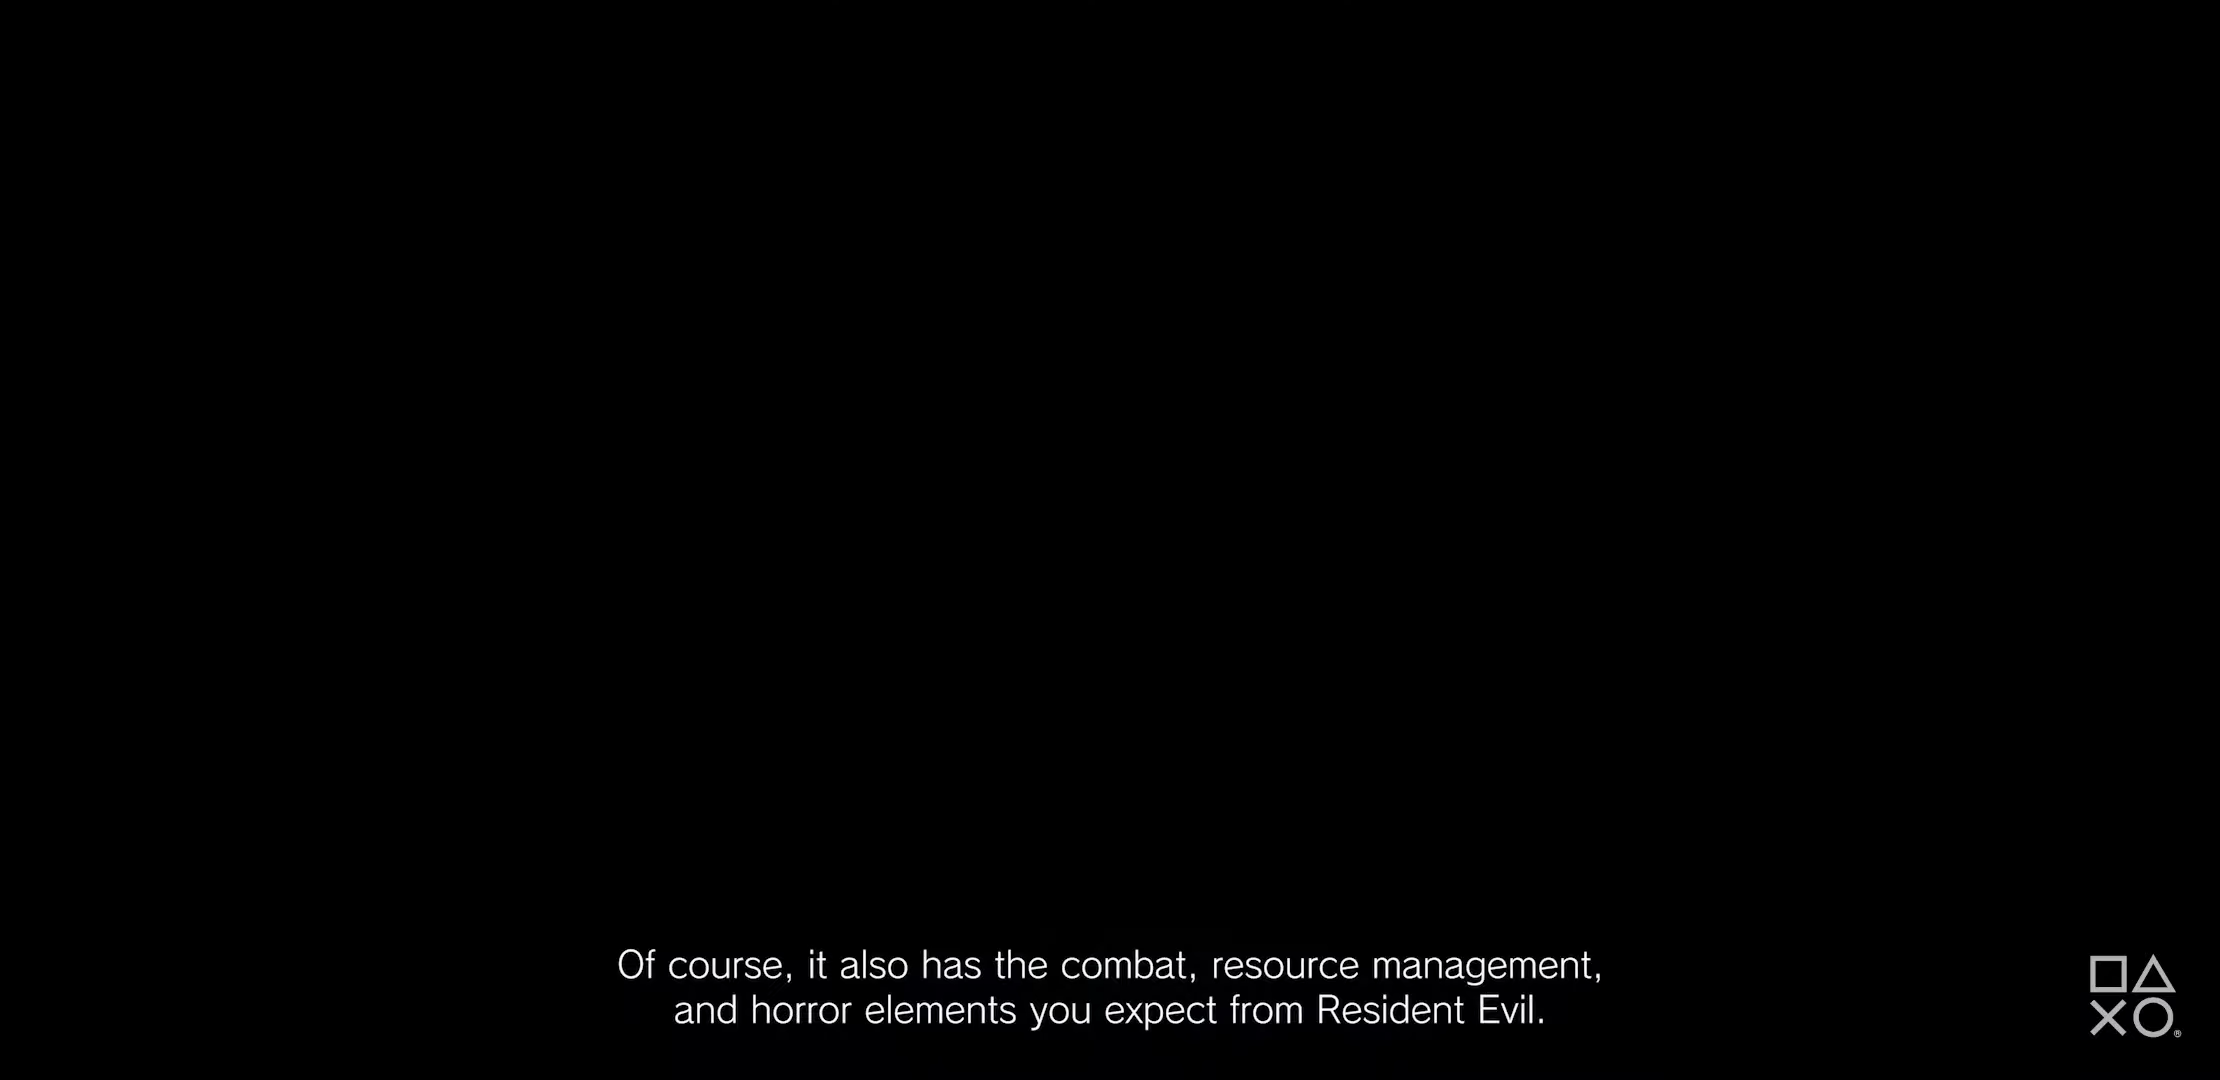 Of course, it also has the combat, resource management,
and horror elements you expect from Resident Evil.
®